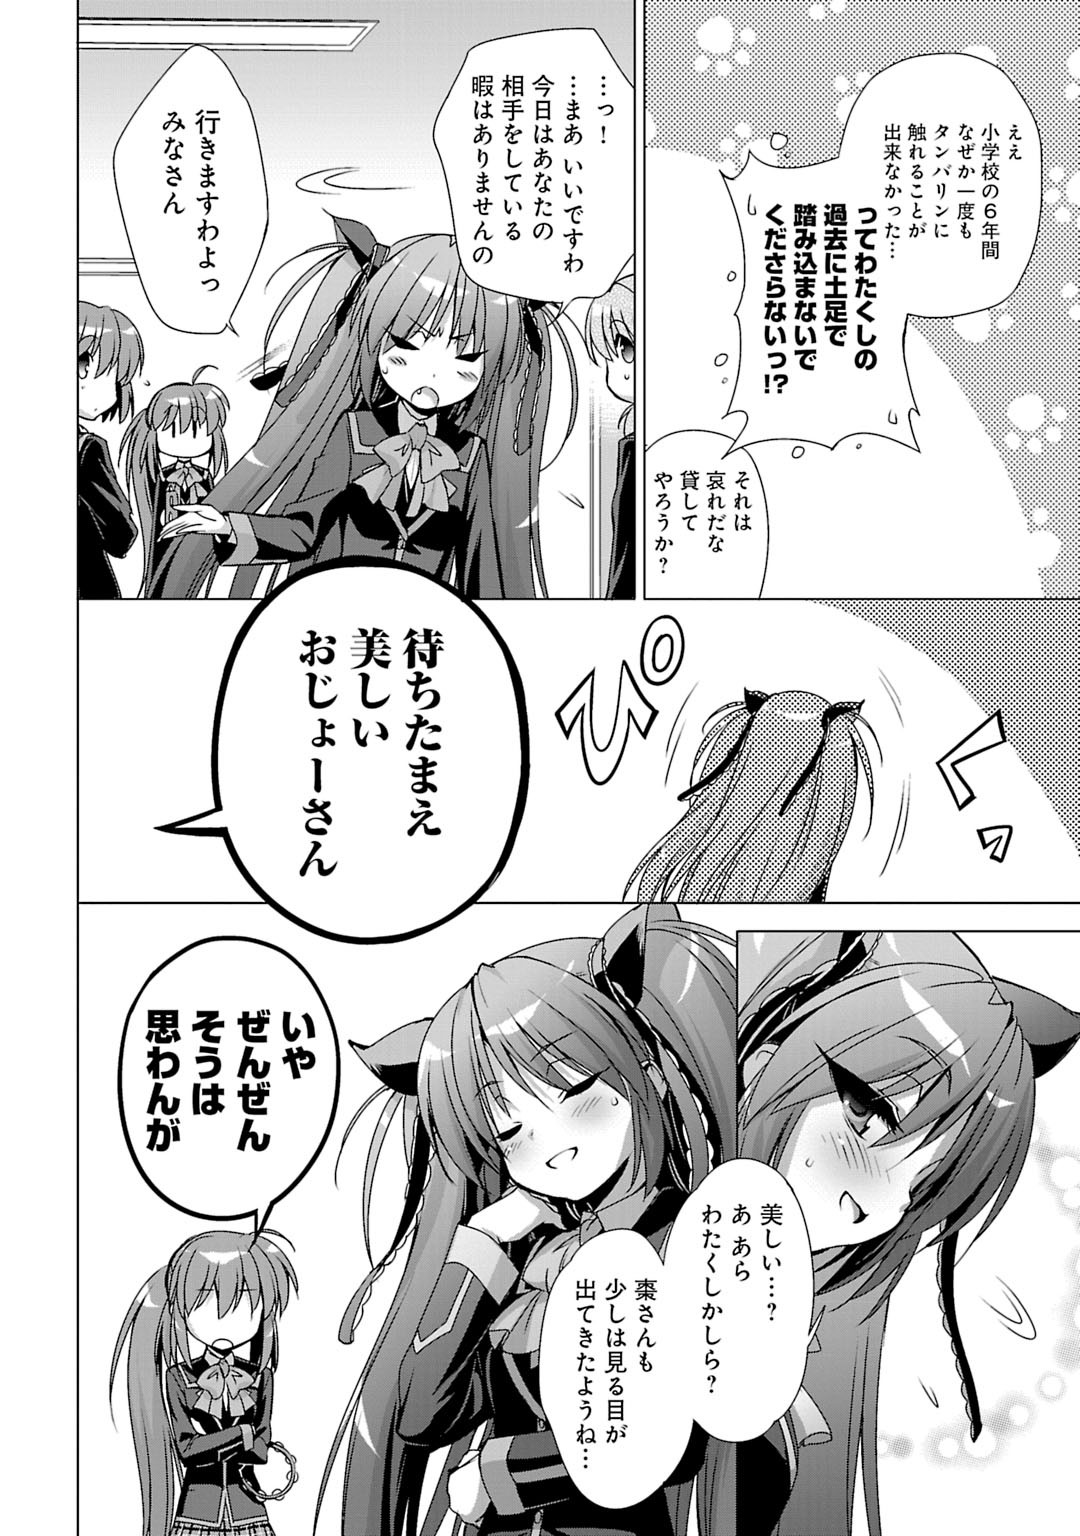 ええ
小学校の6年間
なぜか一度も
タンバリンに
触れることが
出来なかった…
ってわたくしの
過去に土足で
踏み込まないで
くださらないっ!?
それは
哀れだな
貸して
やろうか?
…っ!
…まあ いいですわ
今日はあなたの
相手をしている
暇はありませんの
行きますわよっ
みなさん
ピク
くっ
待ちたまえ
美しい
おじょーさん
美しい…?
あ あら
わたくしかしら?
棗さんも
少しは見る目が
出てきたようね…
いや
ぜんぜん
そうは
思わんが